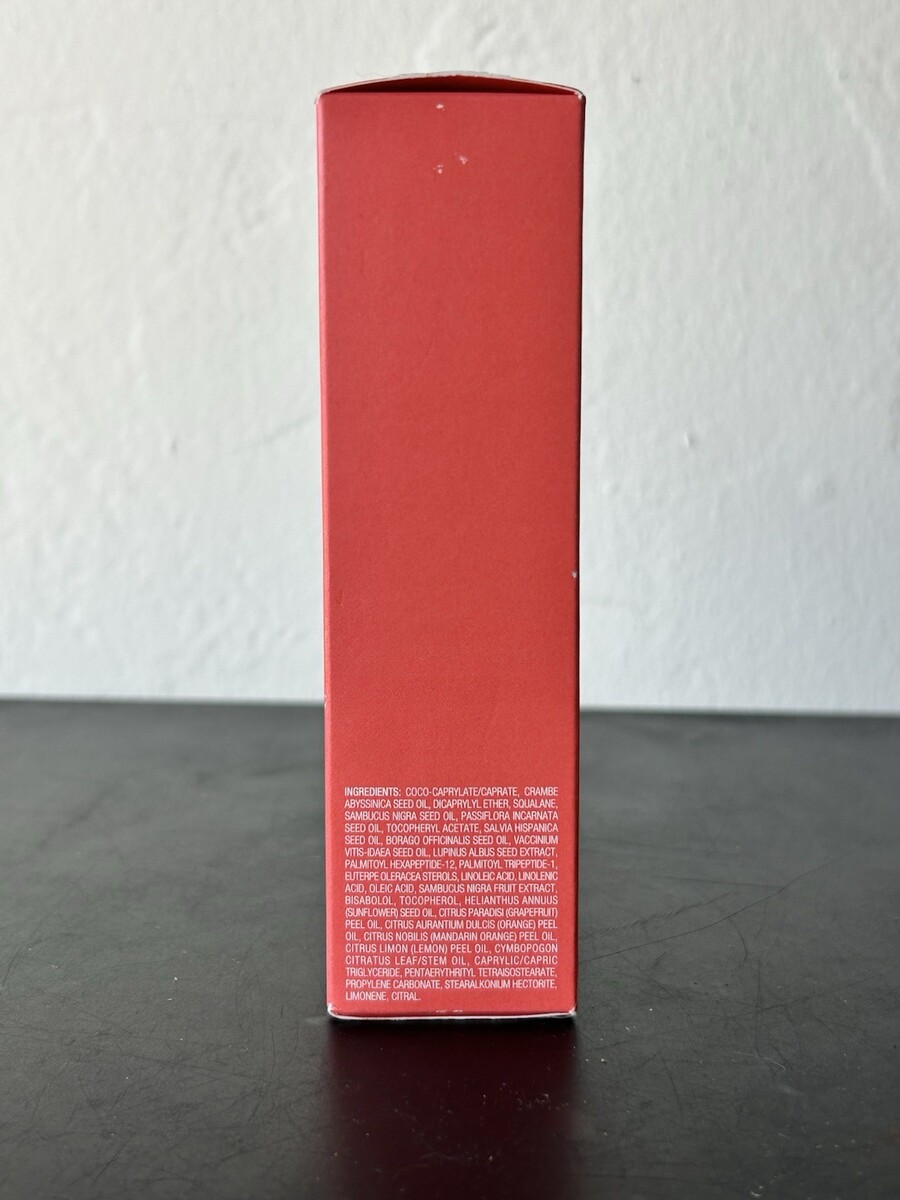 INGREDIENTS: COCO-CAPRYLATE/CAPRATE, CRAMBE
ABYSSINICA SEED OIL, DICAPRYLYL ETHER, SQUALANE,
SAMBUCUS NIGRA SEED OIL, PASSIFLORA INCARNATA
SEED OIL, TOCOPHERYL ACETATE, SALVIA HISPANICA
SEED OIL, BORAGO OFFICINALIS SEED OIL, VACCINIUM
VITIS-IDAEA SEED OIL, LUPINUS ALBUS SEED EXTRACT,
PALMITOYL HEXAPEPTIDE-12, PALMITOYL TRIPEPTIDE-1,
EUTERPE OLERACEA STEROLS, LINOLEIC ACID, LINOLENIC
ACID, OLEIC ACID, SAMBUCUS NIGRA FRUIT EXTRACT,
BISABOLOL, TOCOPHEROL, HELIANTHUS ANNUUS
(SUNFLOWER) SEED OIL, CITRUS PARADISI (GRAPEFRUIT)
PEEL OIL, CITRUS AURANTIUM DULCIS (ORANGE) PEEL
OIL, CITRUS NOBILIS (MANDARIN ORANGE) PEEL OIL,
CITRUS LIMON (LEMON) PEEL OIL, CYMBOPOGON
CITRATUS LEAF/STEM OIL, CAPRYLIC/CAPRIC
TRIGLYCERIDE, PENTAERYTHRITYL TETRAISOSTEARATE,
PROPYLENE CARBONATE, STEARALKONIUM HECTORITE,
LIMONENE, CITRAL.